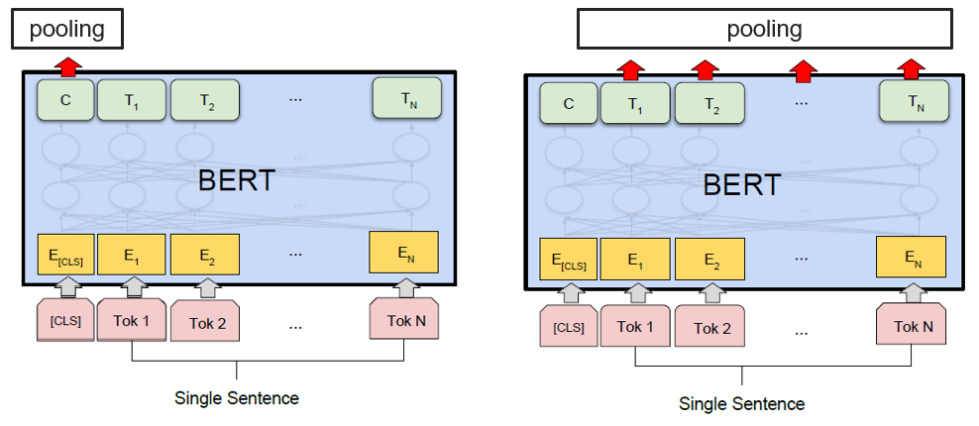 pooling
C T1 T2 ... TN
...
BERT
...
E[CLS] E1 E2 ... EN
[CLS] Tok 1 Tok 2 ... Tok N
Single Sentence
pooling
C T1 T2 ... TN
...
BERT
...
E[CLS] E1 E2 ... EN
[CLS] Tok 1 Tok 2 ... Tok N
Single Sentence